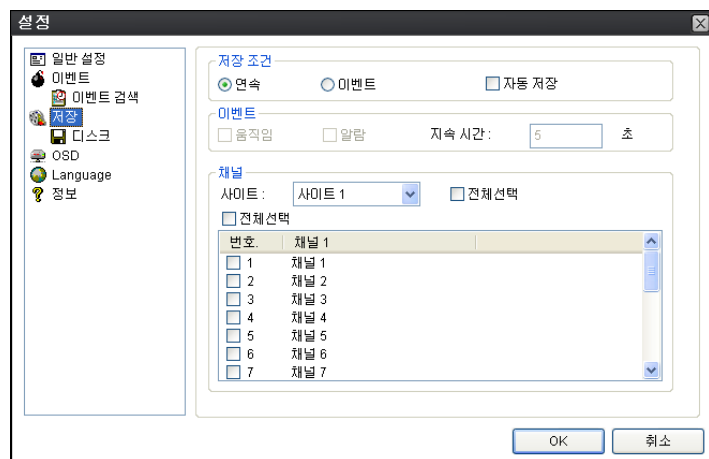 설정
일반 설정
이벤트
이벤트 검색
저장
디스크
OSD
Language
정보
저장 조건
연속 이벤트 자동 저장
이벤트
움직임 알람 지속 시간 : 5 초
채널
사이트 : 사이트 1 전체선택
전체선택
번호. 채널 1
1 채널 1
2 채널 2
3 채널 3
4 채널 4
5 채널 5
6 채널 6
7 채널 7
OK 취소